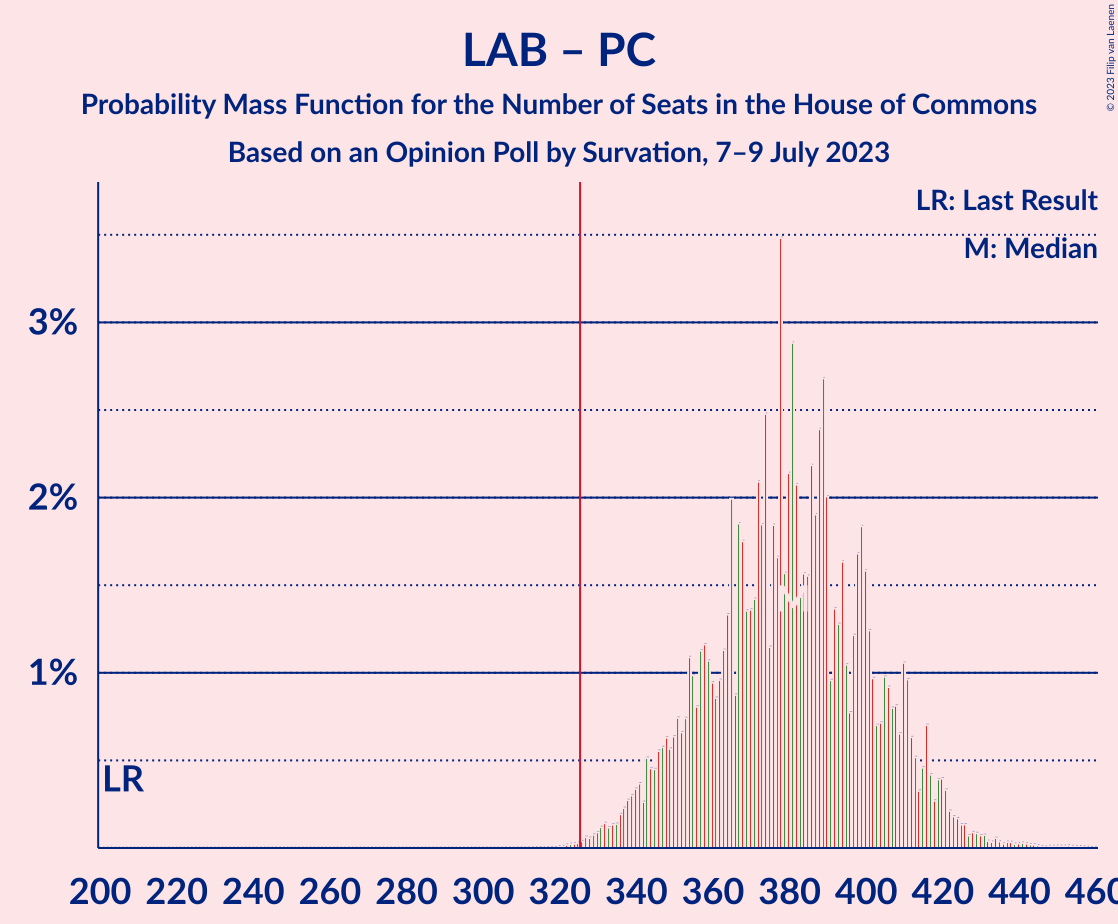 LAB – PC
Probability Mass Function for the Number of Seats in the House of Commons
Based on an Opinion Poll by Survation, 7–9 July 2023
© 2023 Filip van Laenen
LR: Last Result
M: Median
3%
2%
1%
LR
200 220 240 260 280 300 320 340 360 380 400 420 440 460